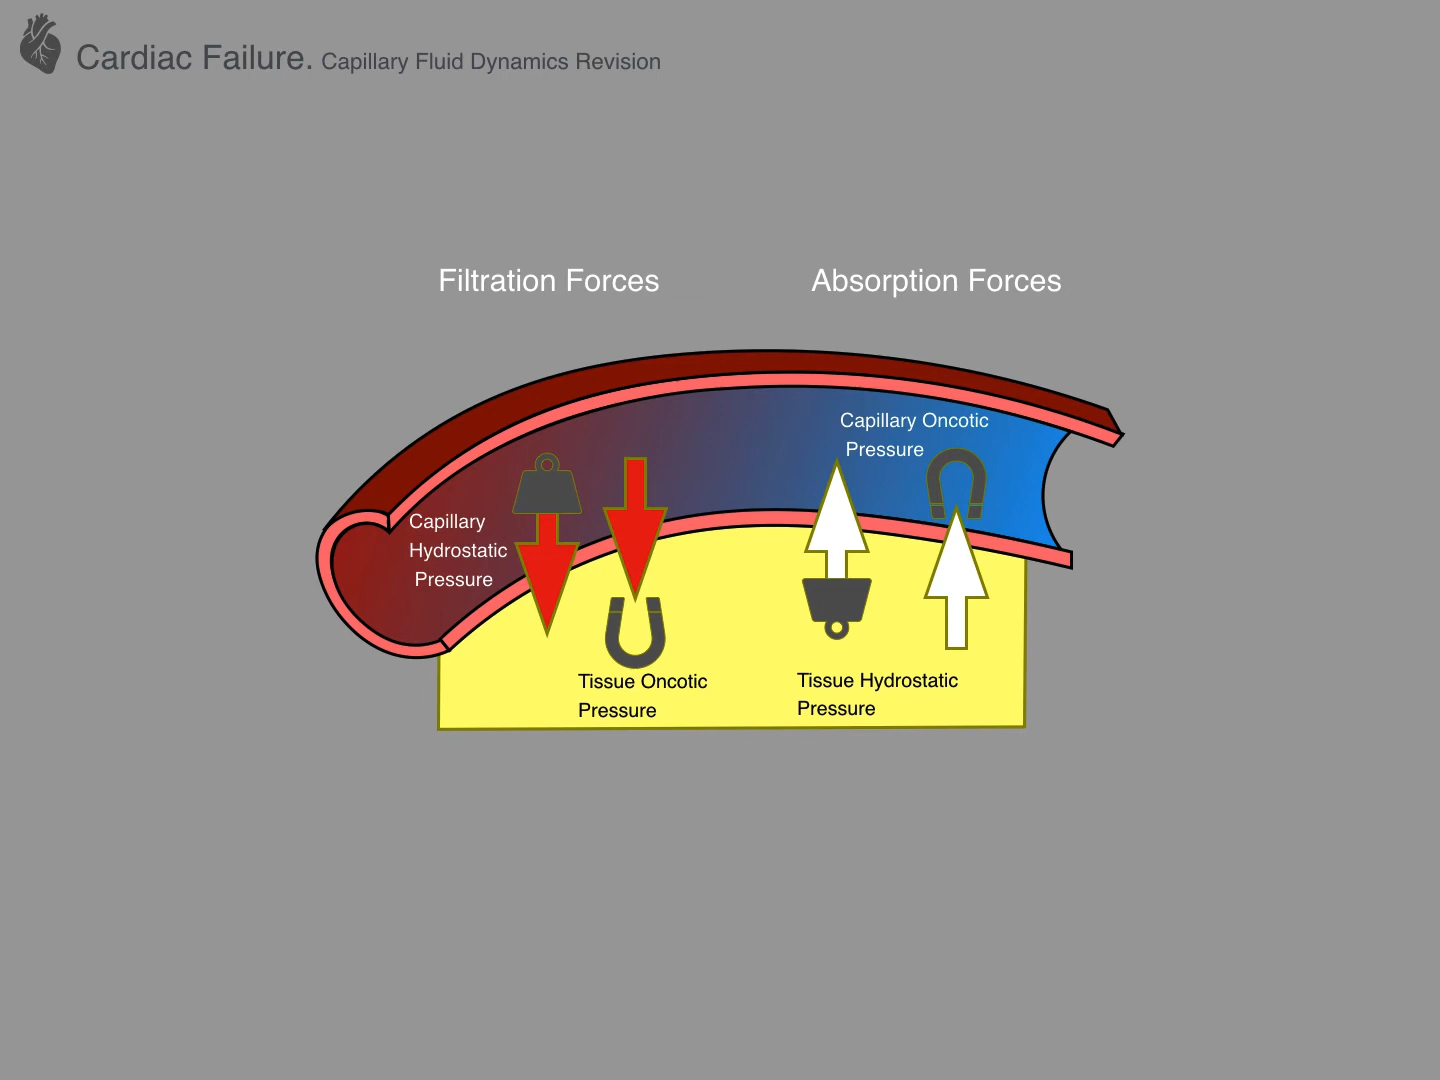 Cardiac Failure. Capillary Fluid Dynamics Revision
Filtration Forces
Absorption Forces
Capillary Oncotic
Pressure
Capillary
Hydrostatic
Pressure
Tissue Oncotic
Pressure
Tissue Hydrostatic
Pressure